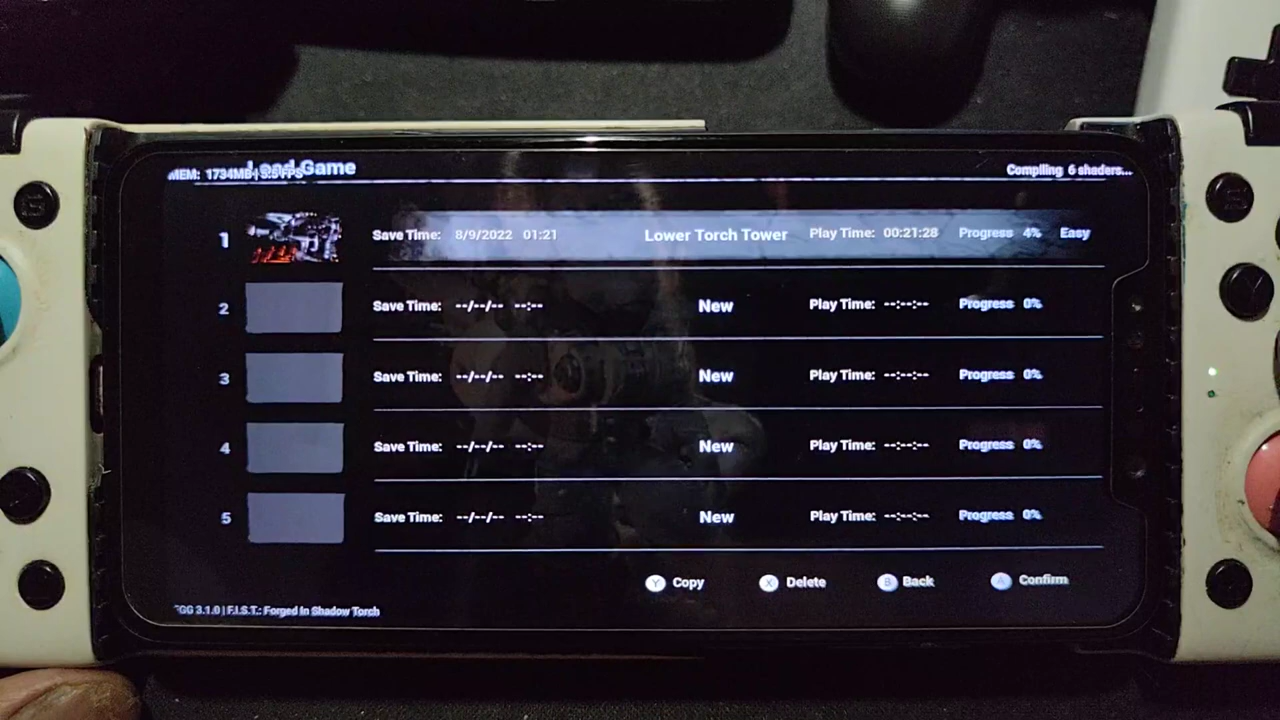 Load Game
MEM: 1734MB | 5.5 FPS
Compiling 6 shaders...
1 Save Time: 8/9/2022 01:21 Lower Torch Tower Play Time: 00:21:28 Progress 4% Easy
2 Save Time: --/--/-- --:-- New Play Time: --:--:-- Progress 0%
3 Save Time: --/--/-- --:-- New Play Time: --:--:-- Progress 0%
4 Save Time: --/--/-- --:-- New Play Time: --:--:-- Progress 0%
5 Save Time: --/--/-- --:-- New Play Time: --:--:-- Progress 0%
Y Copy X Delete B Back A Confirm
EGG 3.1.0 | F.I.S.T.: Forged In Shadow Torch